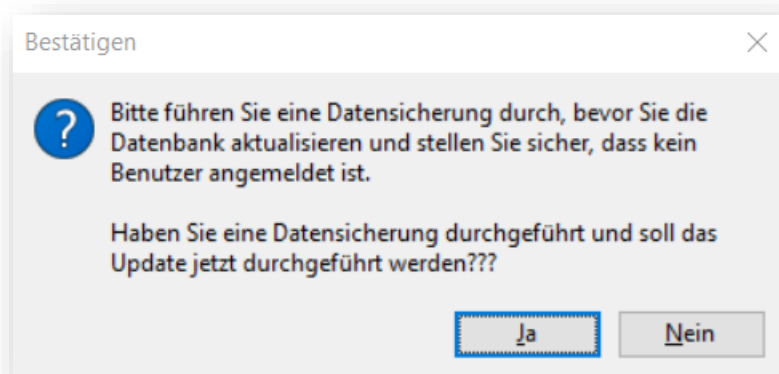 Bestätigen
?
Bitte führen Sie eine Datensicherung durch, bevor Sie die
Datenbank aktualisieren und stellen Sie sicher, dass kein
Benutzer angemeldet ist.
Haben Sie eine Datensicherung durchgeführt und soll das
Update jetzt durchgeführt werden???
Ja
Nein